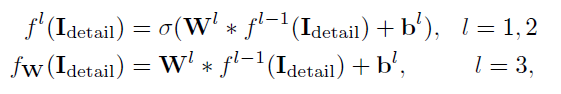 f^l(I_detail) = σ(W^l * f^{l−1}(I_detail) + b^l), l = 1, 2
f_W(I_detail) = W^l * f^{l−1}(I_detail) + b^l, l = 3,